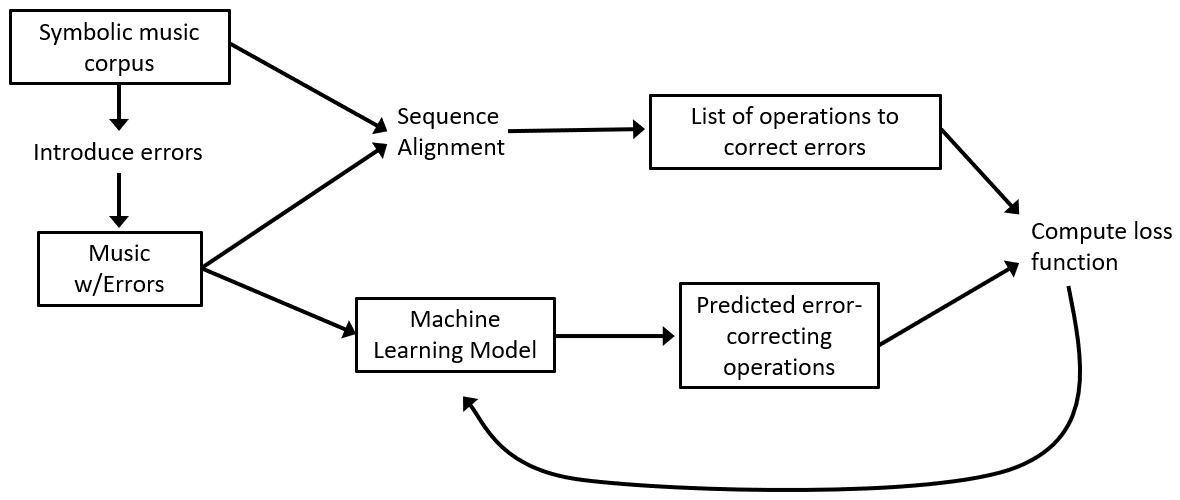 Symbolic music
corpus
Introduce errors
Music
w/Errors
Sequence
Alignment
List of operations to
correct errors
Machine
Learning Model
Predicted error-
correcting
operations
Compute loss
function